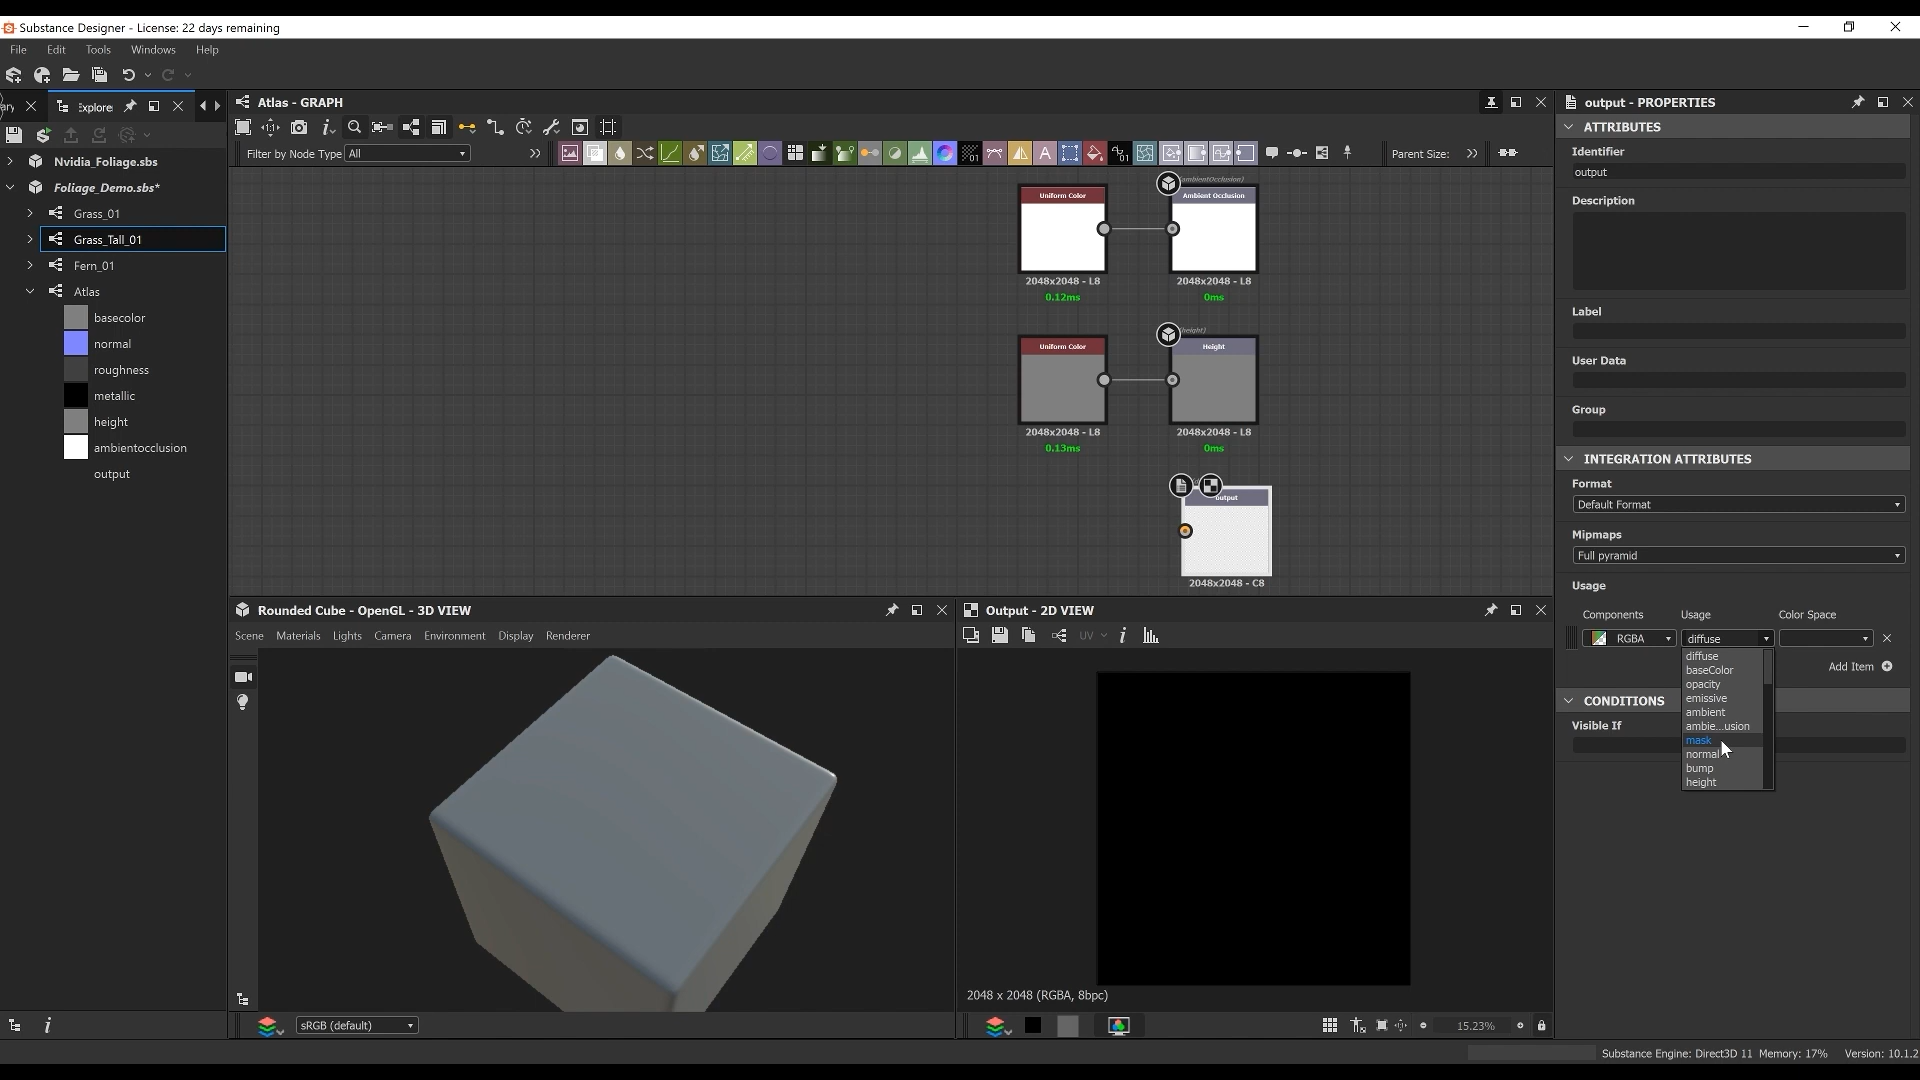 Substance Designer - License: 22 days remaining
File Edit Tools Windows Help
Explore
Atlas - GRAPH
output - PROPERTIES
Filter by Node Type All
Parent Size:
Nvidia_Foliage.sbs
Foliage_Demo.sbs*
Grass_01
Grass_Tall_01
Fern_01
Atlas
basecolor
normal
roughness
metallic
height
ambientocclusion
output
(ambientOcclusion)
Uniform Color
Ambient Occlusion
2048x2048 - L8
2048x2048 - L8
0.12ms
0ms
(height)
Uniform Color
Height
2048x2048 - L8
2048x2048 - L8
0.13ms
0ms
output
2048x2048 - C8
ATTRIBUTES
Identifier
output
Description
Label
User Data
Group
INTEGRATION ATTRIBUTES
Format
Default Format
Mipmaps
Full pyramid
Usage
Components Usage Color Space
RGBA diffuse
Add Item
diffuse
baseColor
opacity
emissive
ambient
ambie...usion
mask
normal
bump
height
CONDITIONS
Visible If
Rounded Cube - OpenGL - 3D VIEW
Scene Materials Lights Camera Environment Display Renderer
sRGB (default)
Output - 2D VIEW
UV
2048 x 2048 (RGBA, 8bpc)
15.23%
Substance Engine: Direct3D 11 Memory: 17% Version: 10.1.2